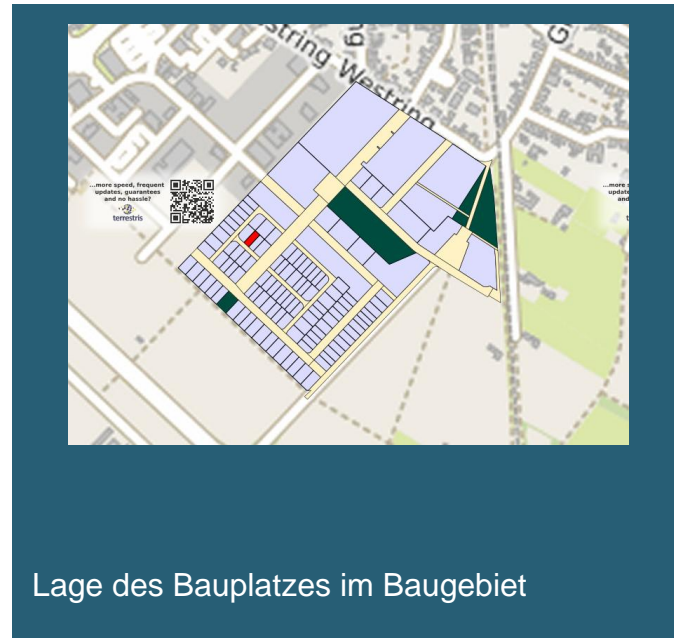 Westring
Westring
...more speed, frequent
updates, guarantees
and no hassle?
terrestris
Lage des Bauplatzes im Baugebiet